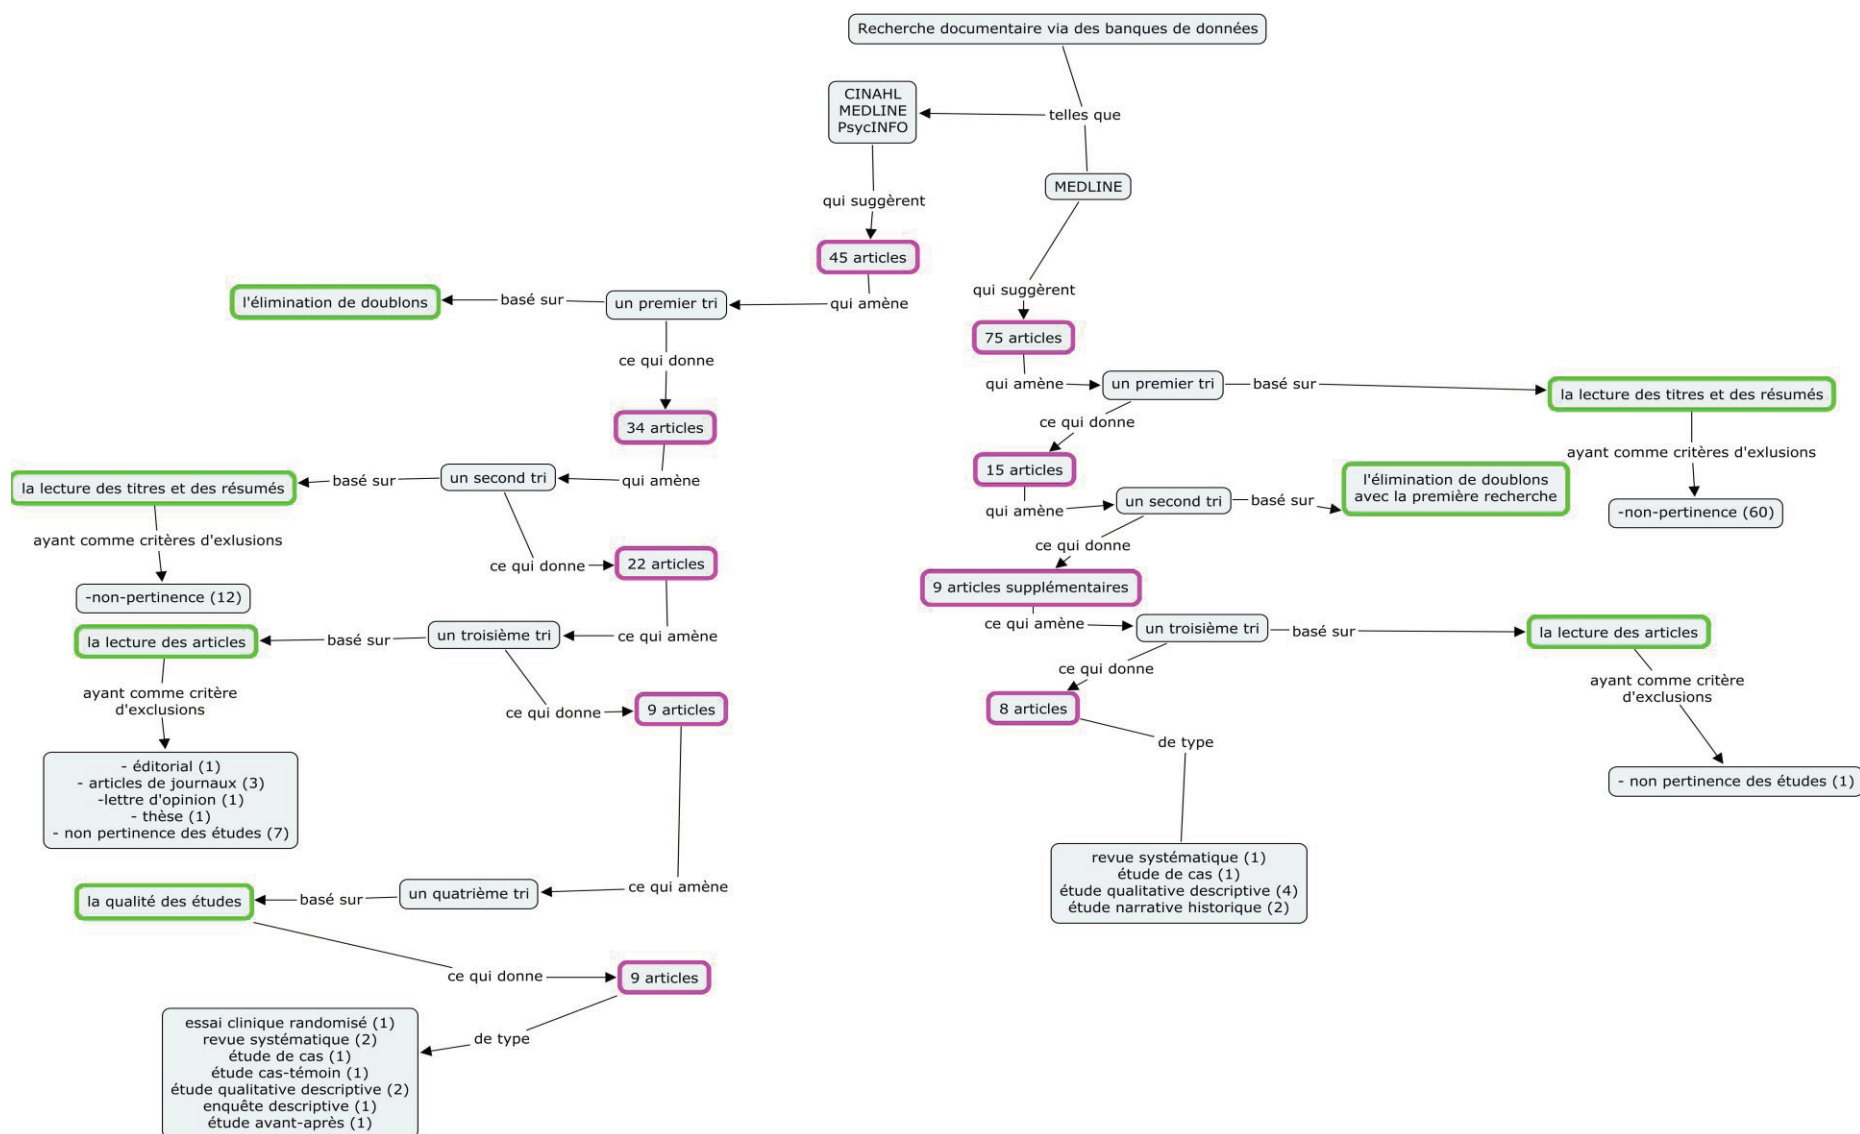 Recherche documentaire via des banques de données
telles que
CINAHL
MEDLINE
PsycINFO
qui suggèrent
45 articles
qui amène
un premier tri
basé sur
l'élimination de doublons
ce qui donne
34 articles
qui amène
un second tri
basé sur
la lecture des titres et des résumés
ayant comme critères d'exlusions
-non-pertinence (12)
ce qui donne
22 articles
ce qui amène
un troisième tri
basé sur
la lecture des articles
ayant comme critère
d'exclusions
- éditorial (1)
- articles de journaux (3)
-lettre d'opinion (1)
- thèse (1)
- non pertinence des études (7)
ce qui donne
9 articles
ce qui amène
un quatrième tri
basé sur
la qualité des études
ce qui donne
9 articles
de type
essai clinique randomisé (1)
revue systématique (2)
étude de cas (1)
étude cas-témoin (1)
étude qualitative descriptive (2)
enquête descriptive (1)
étude avant-après (1)
MEDLINE
qui suggèrent
75 articles
qui amène
un premier tri
basé sur
la lecture des titres et des résumés
ayant comme critères d'exlusions
-non-pertinence (60)
ce qui donne
15 articles
qui amène
un second tri
basé sur
l'élimination de doublons
avec la première recherche
ce qui donne
9 articles supplémentaires
ce qui amène
un troisième tri
basé sur
la lecture des articles
ayant comme critère
d'exclusions
- non pertinence des études (1)
ce qui donne
8 articles
de type
revue systématique (1)
étude de cas (1)
étude qualitative descriptive (4)
étude narrative historique (2)